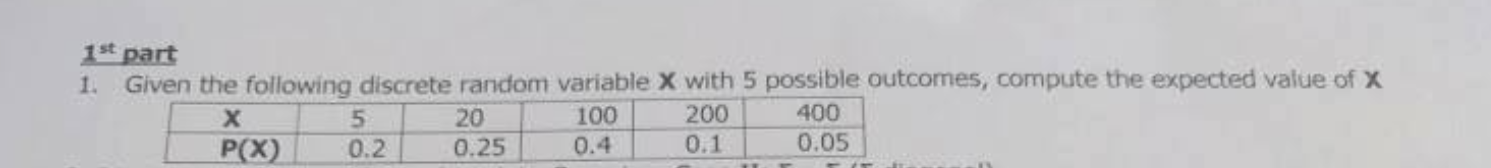 1st part
1. Given the following discrete random variable X with 5 possible outcomes, compute the expected value of X
X 5 20 100 200 400
P(X) 0.2 0.25 0.4 0.1 0.05